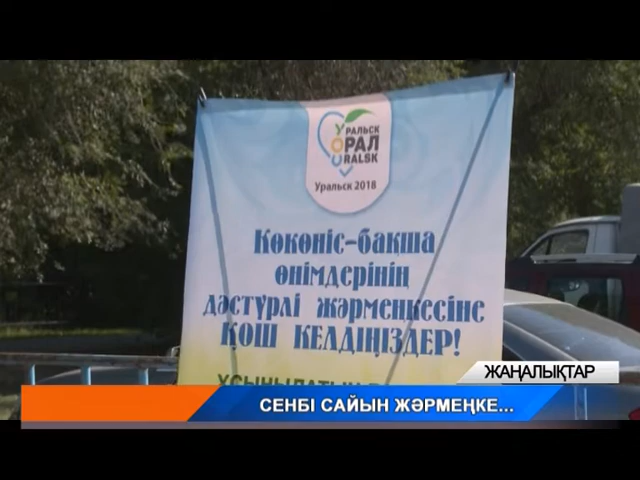 УРАЛЬСК
ОРАЛ
URALSK
Уральск 2018
Көкөніс-бақша
өнімдерінің
дәстүрлі жәрмеңкесіне
ҚОШ КЕЛДІҢІЗДЕР!
ЖАҢАЛЫҚТАР
СЕНБІ САЙЫН ЖӘРМЕҢКЕ...